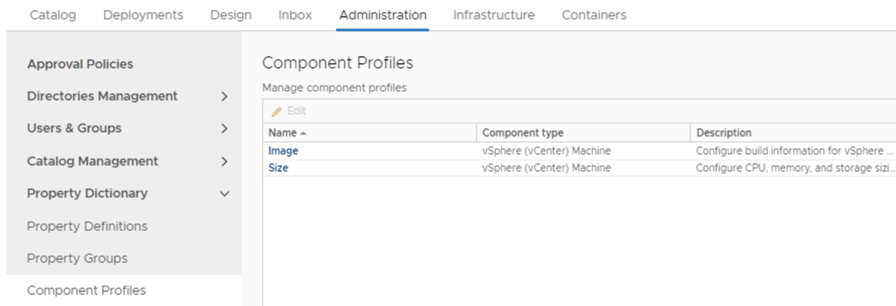 Catalog Deployments Design Inbox Administration Infrastructure Containers
Approval Policies
Directories Management
Users & Groups
Catalog Management
Property Dictionary
Property Definitions
Property Groups
Component Profiles
Component Profiles
Manage component profiles
Edit
Name Component type Description
Image vSphere (vCenter) Machine Configure build information for vSphere ...
Size vSphere (vCenter) Machine Configure CPU, memory, and storage sizi...